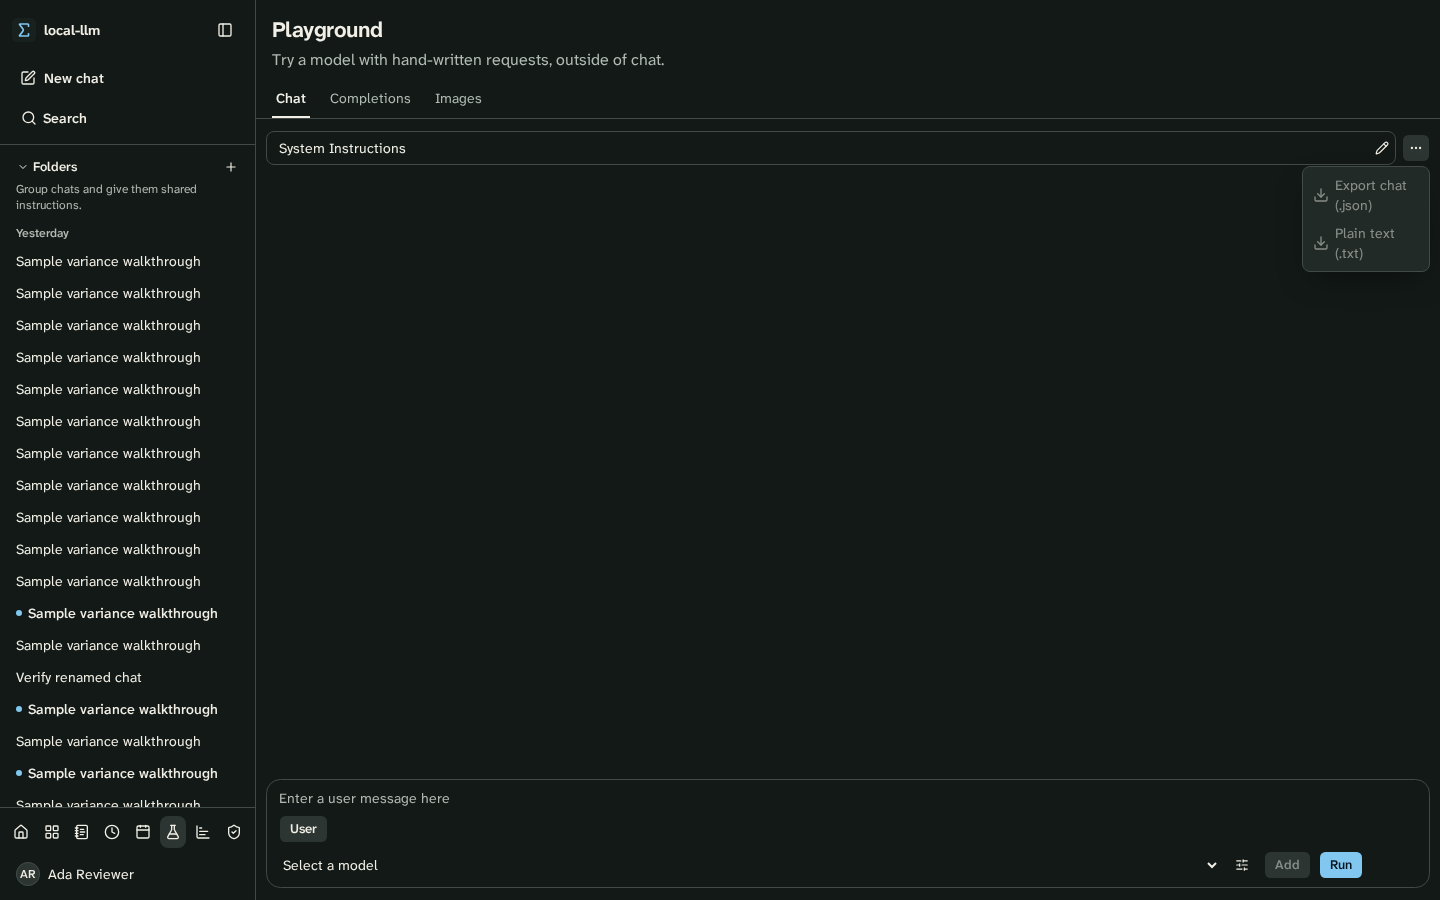 local-llm
New chat
Search
Folders
Group chats and give them shared
instructions.
Yesterday
Sample variance walkthrough
Sample variance walkthrough
Sample variance walkthrough
Sample variance walkthrough
Sample variance walkthrough
Sample variance walkthrough
Sample variance walkthrough
Sample variance walkthrough
Sample variance walkthrough
Sample variance walkthrough
Sample variance walkthrough
Sample variance walkthrough
Sample variance walkthrough
Verify renamed chat
Sample variance walkthrough
Sample variance walkthrough
Sample variance walkthrough
Sample variance walkthrough
AR Ada Reviewer
Playground
Try a model with hand-written requests, outside of chat.
Chat Completions Images
System Instructions
Export chat
(.json)
Plain text
(.txt)
Enter a user message here
User
Select a model Add Run